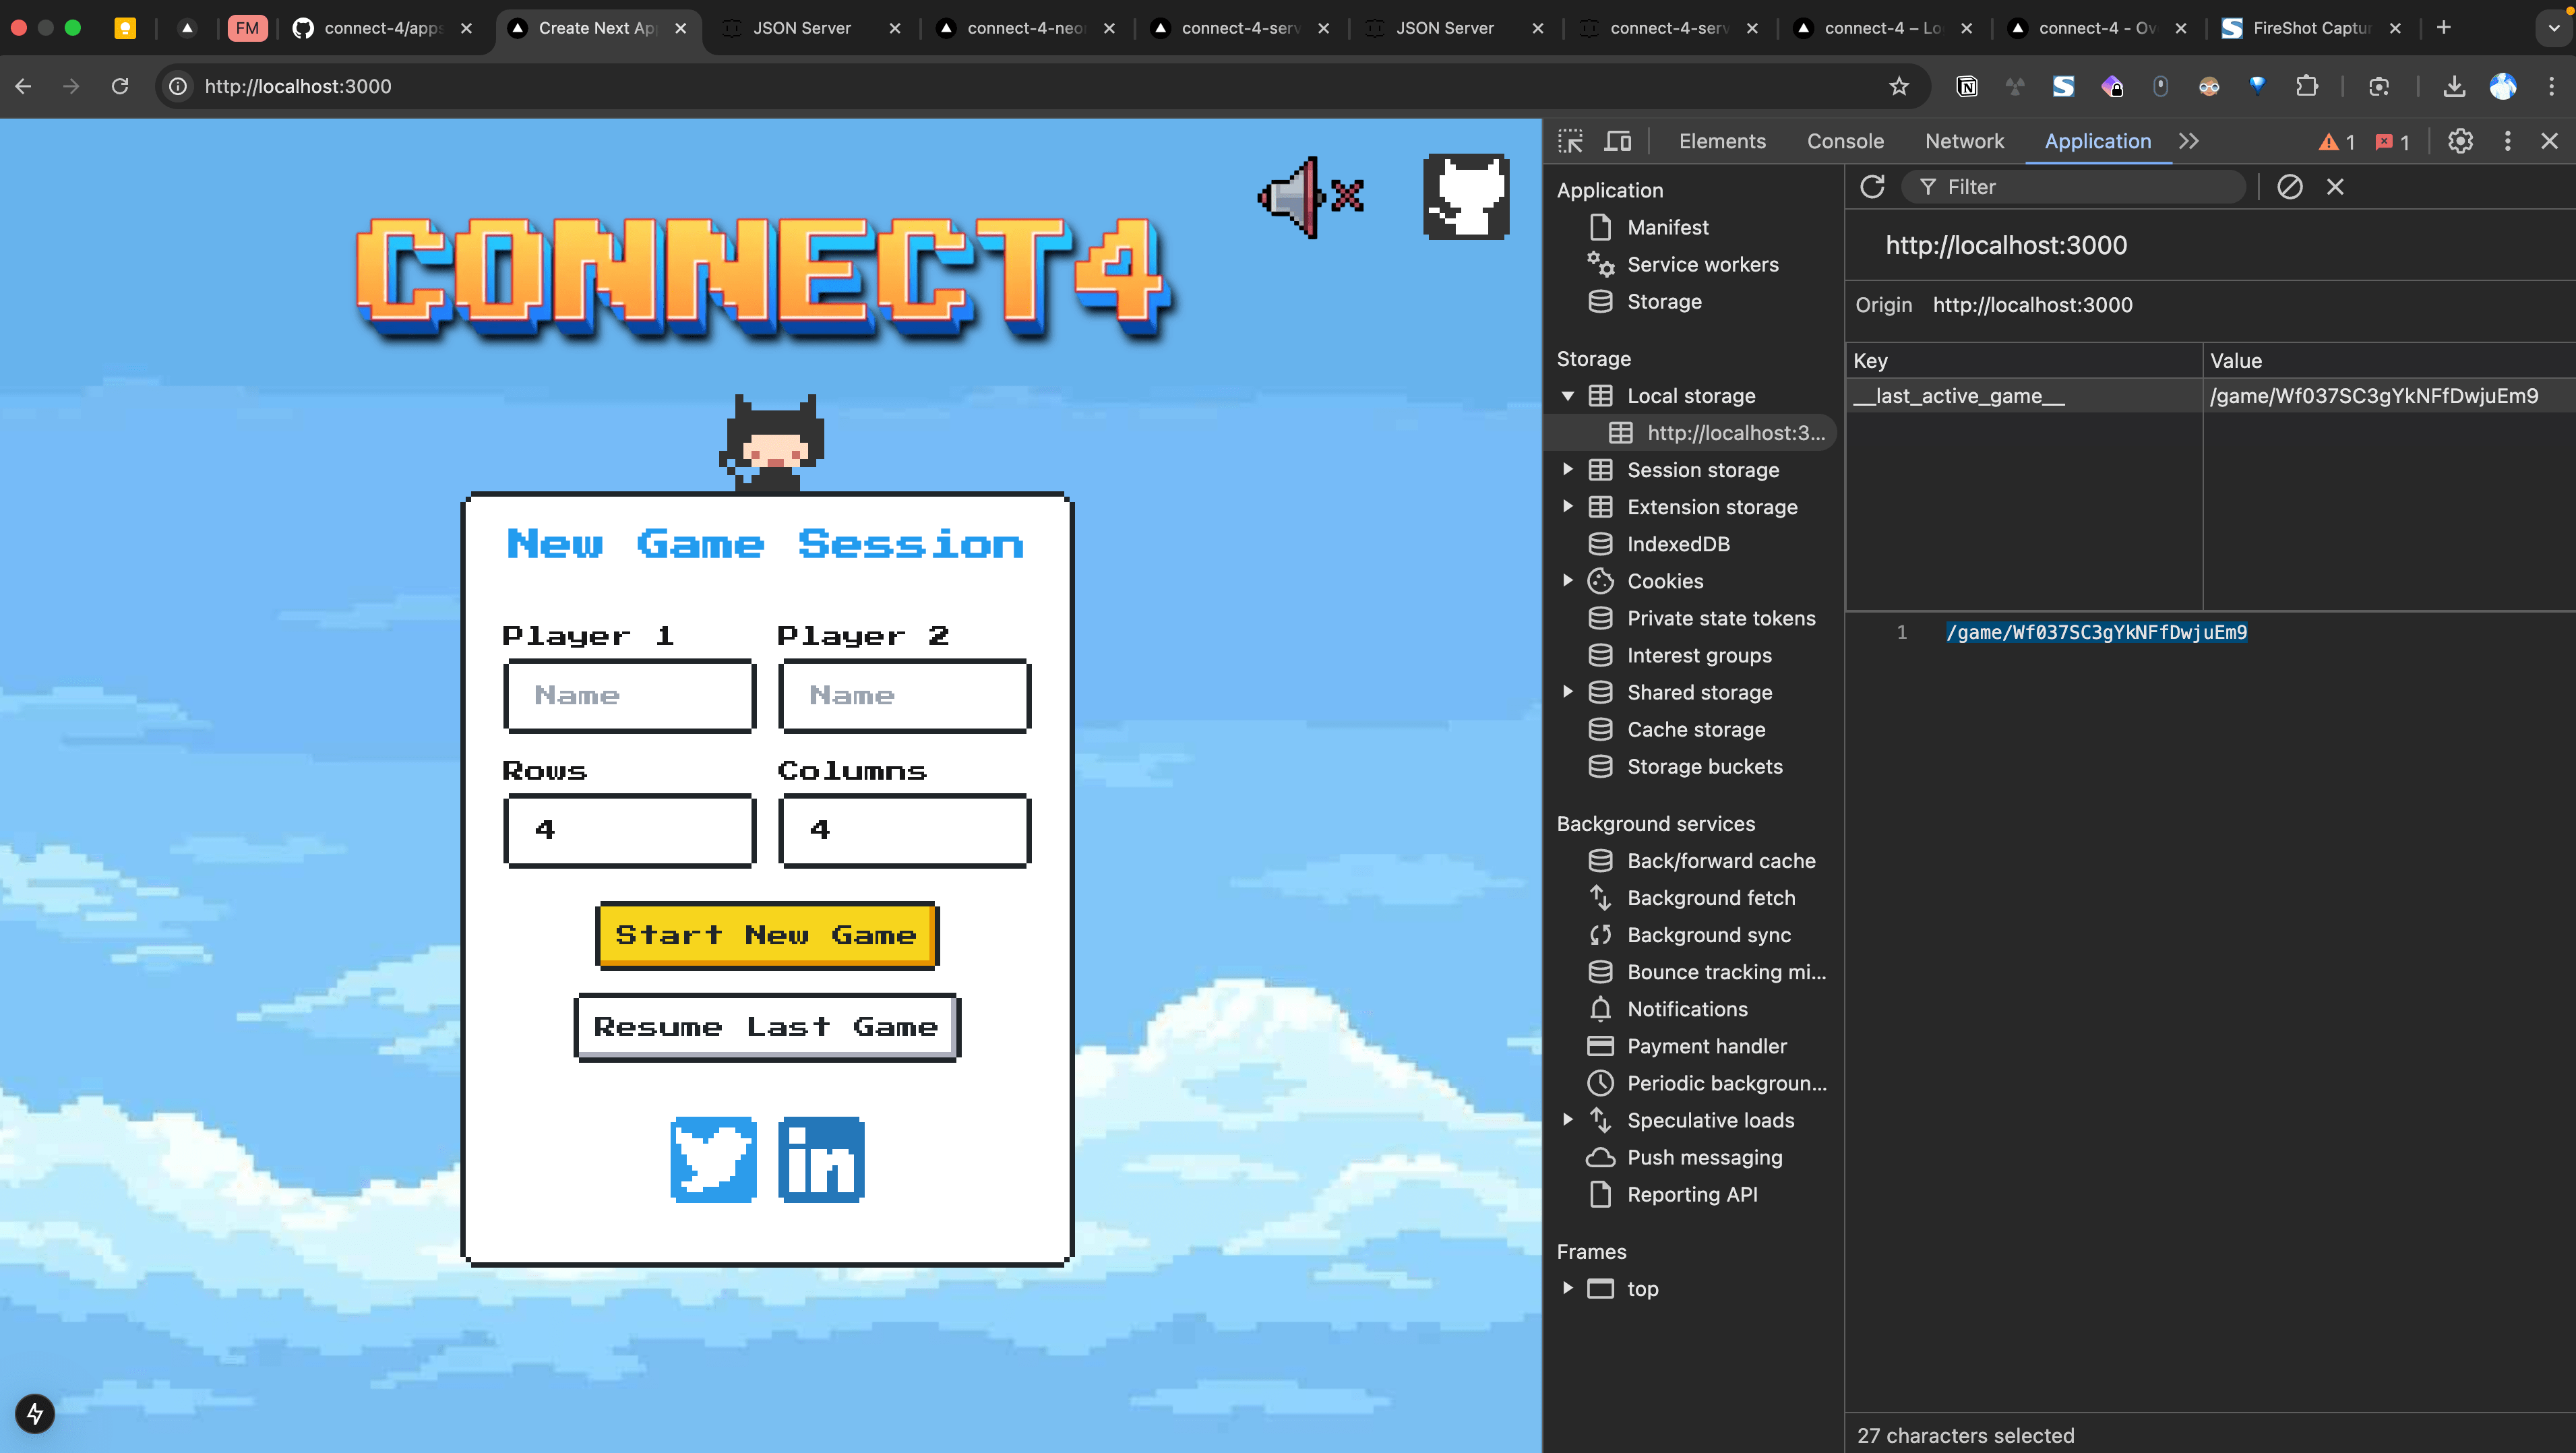 FM
connect-4/apps
Create Next Ap
JSON Server
connect-4-neo
connect-4-serv
JSON Server
connect-4-serv
connect-4 – Lo
connect-4 - Ov
FireShot Captur
http://localhost:3000
CONNECT4
New Game Session
Player 1
Player 2
Name
Name
Rows
Columns
4
4
Start New Game
Resume Last Game
in
Elements
Console
Network
Application
1
1
Application
Manifest
Service workers
Storage
Storage
Local storage
http://localhost:3...
Session storage
Extension storage
IndexedDB
Cookies
Private state tokens
Interest groups
Shared storage
Cache storage
Storage buckets
Background services
Back/forward cache
Background fetch
Background sync
Bounce tracking mi...
Notifications
Payment handler
Periodic backgroun...
Speculative loads
Push messaging
Reporting API
Frames
top
Filter
http://localhost:3000
Origin http://localhost:3000
Key Value
__last_active_game__ /game/Wf037SC3gYkNFfDwjuEm9
1 /game/Wf037SC3gYkNFfDwjuEm9
27 characters selected